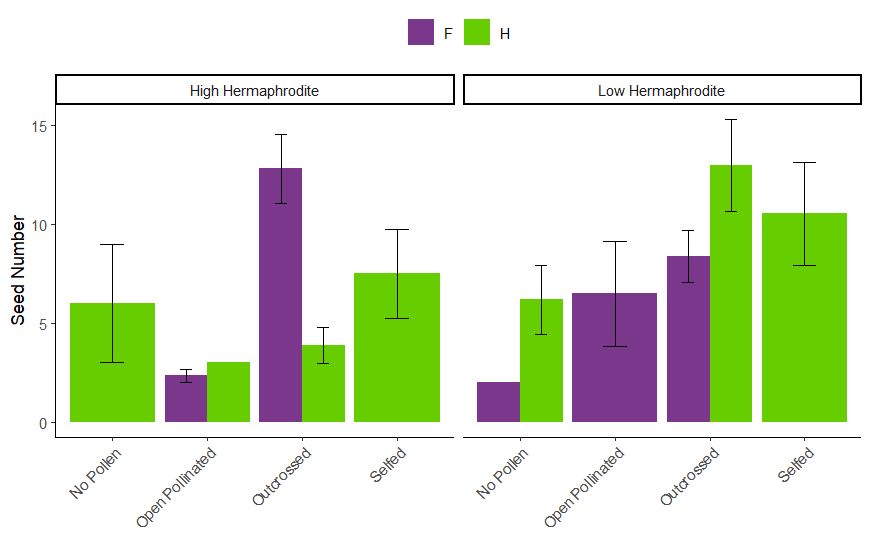 F H
High Hermaphrodite Low Hermaphrodite
Seed Number
15
10
5
0
No Pollen Open Pollinated Outcrossed Selfed No Pollen Open Pollinated Outcrossed Selfed